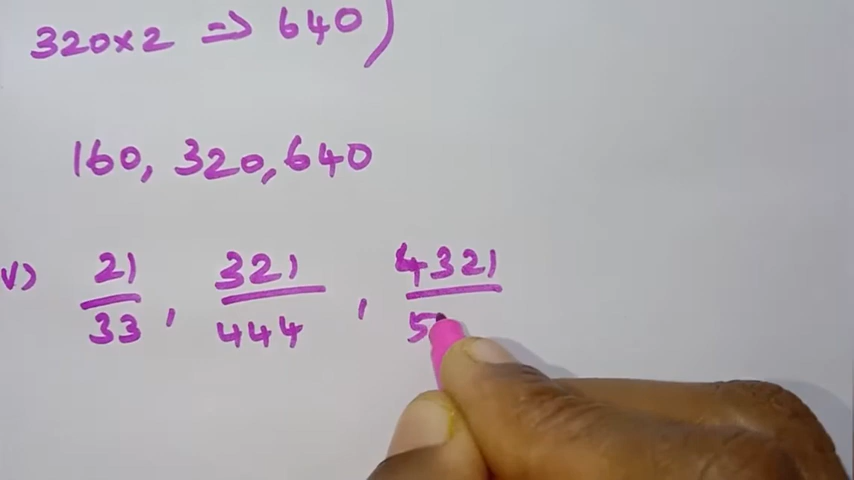 320×2 ⇒ 640)
160, 320, 640
v) 21/33, 321/444, 4321/5